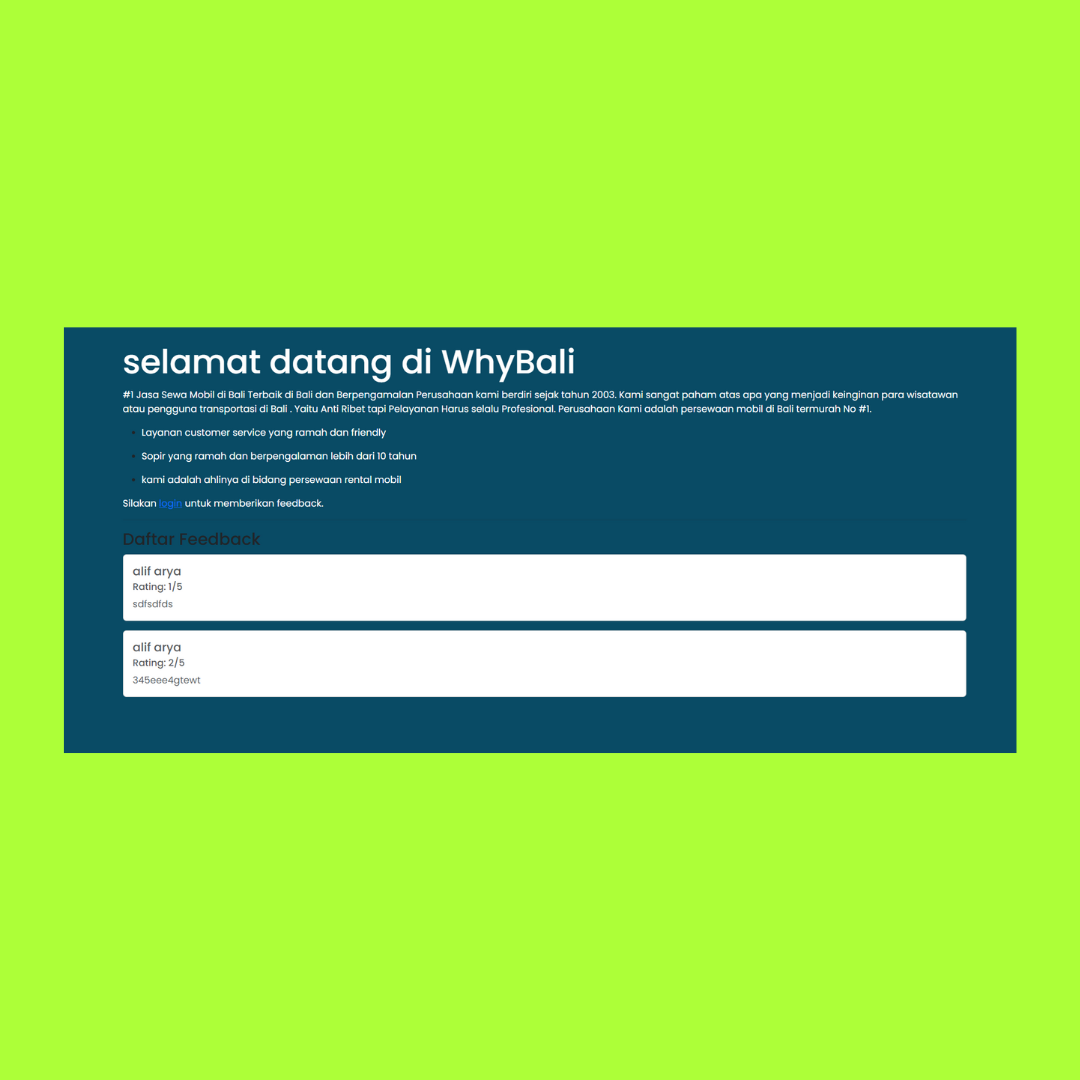 selamat datang di WhyBali
#1 Jasa Sewa Mobil di Bali Terbaik di Bali dan Berpengamalan Perusahaan kami berdiri sejak tahun 2003. Kami sangat paham atas apa yang menjadi keinginan para wisatawan
atau pengguna transportasi di Bali . Yaitu Anti Ribet tapi Pelayanan Harus selalu Profesional. Perusahaan Kami adalah persewaan mobil di Bali termurah No #1.
Layanan customer service yang ramah dan friendly
Sopir yang ramah dan berpengalaman lebih dari 10 tahun
kami adalah ahlinya di bidang persewaan rental mobil
Silakan login untuk memberikan feedback.
Daftar Feedback
alif arya
Rating: 1/5
sdfsdfds
alif arya
Rating: 2/5
345eee4gtewt